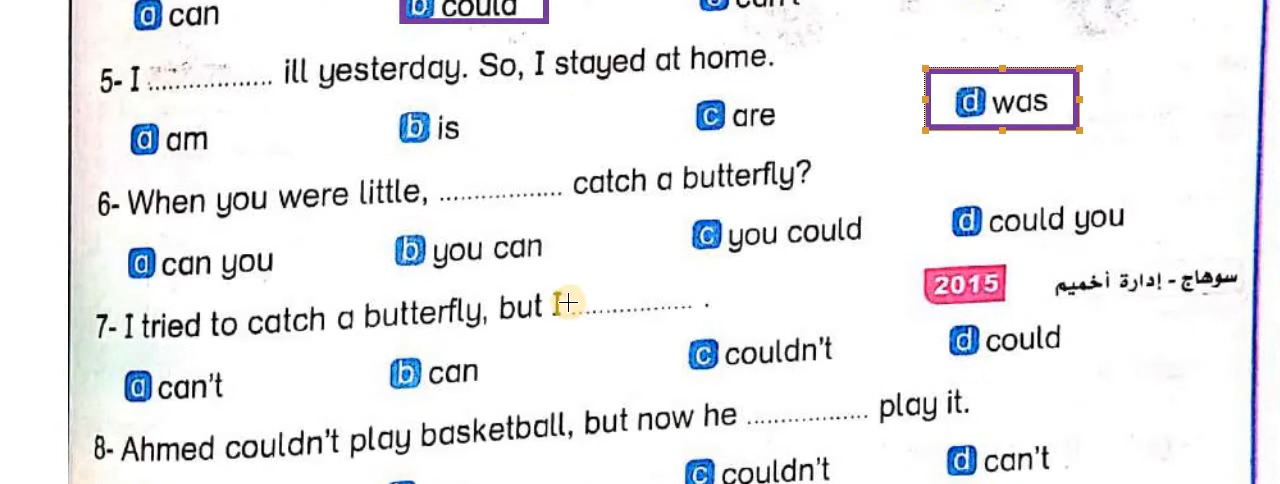 a can b could
5- I ................ ill yesterday. So, I stayed at home.
a am b is c are d was
6- When you were little, ................ catch a butterfly?
a can you b you can c you could d could you
2015 سوهاج - إدارة أخميم
7- I tried to catch a butterfly, but I ................ .
a can't b can c couldn't d could
8- Ahmed couldn't play basketball, but now he ................ play it.
c couldn't d can't